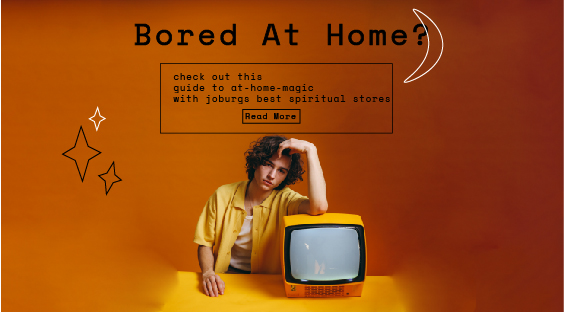 Bored At Home?
check out this
guide to at-home-magic
with joburgs best spiritual stores
Read More